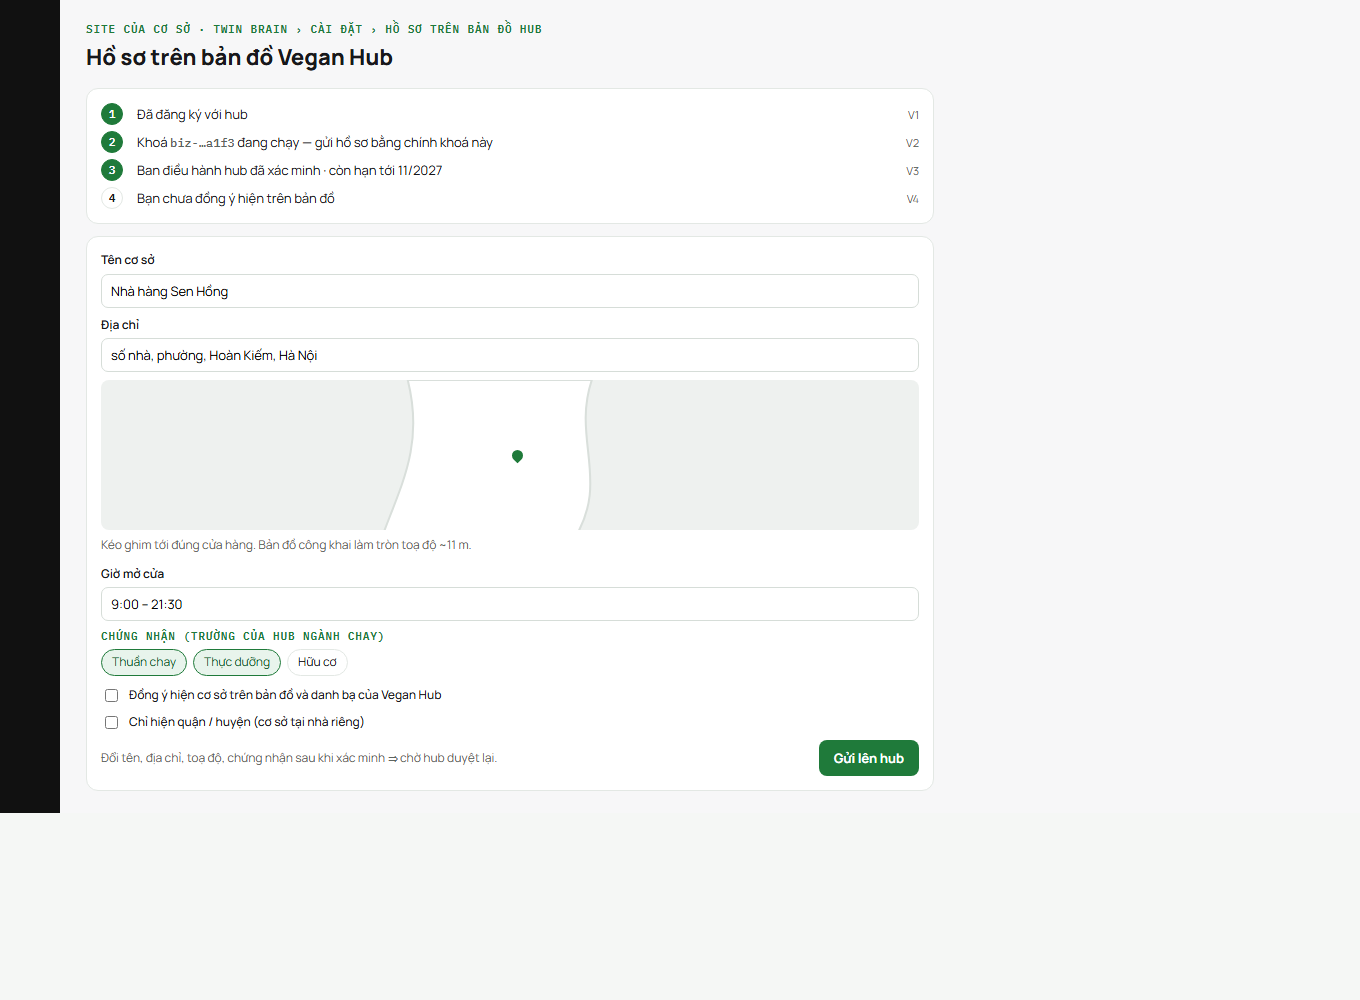 SITE CỦA CƠ SỞ · TWIN BRAIN › CÀI ĐẶT › HỒ SƠ TRÊN BẢN ĐỒ HUB
Hồ sơ trên bản đồ Vegan Hub
1 Đã đăng ký với hub V1
2 Khoá biz-…a1f3 đang chạy — gửi hồ sơ bằng chính khoá này V2
3 Ban điều hành hub đã xác minh · còn hạn tới 11/2027 V3
4 Bạn chưa đồng ý hiện trên bản đồ V4
Tên cơ sở
Nhà hàng Sen Hồng
Địa chỉ
số nhà, phường, Hoàn Kiếm, Hà Nội
Kéo ghim tới đúng cửa hàng. Bản đồ công khai làm tròn toạ độ ~11 m.
Giờ mở cửa
9:00 – 21:30
CHỨNG NHẬN (TRƯỜNG CỦA HUB NGÀNH CHAY)
Thuần chay Thực dưỡng Hữu cơ
Đồng ý hiện cơ sở trên bản đồ và danh bạ của Vegan Hub
Chỉ hiện quận / huyện (cơ sở tại nhà riêng)
Đổi tên, địa chỉ, toạ độ, chứng nhận sau khi xác minh ⇒ chờ hub duyệt lại.
Gửi lên hub